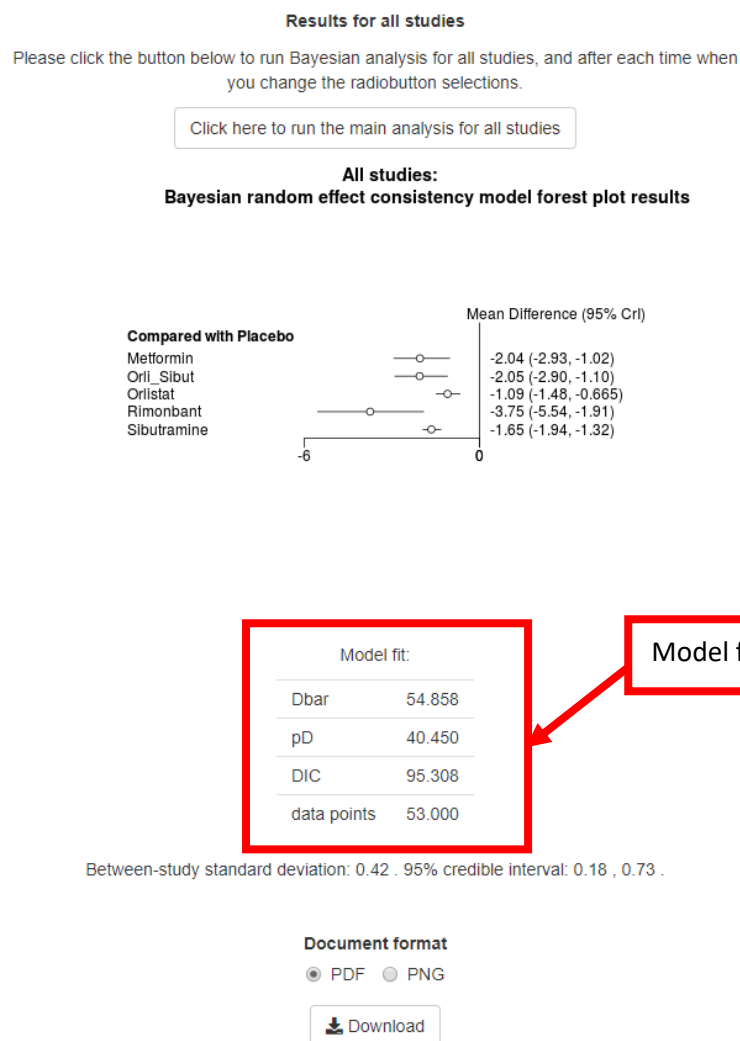 Results for all studies
Please click the button below to run Bayesian analysis for all studies, and after each time when
you change the radiobutton selections.
Click here to run the main analysis for all studies
All studies:
Bayesian random effect consistency model forest plot results
Mean Difference (95% CrI)
Compared with Placebo
Metformin -2.04 (-2.93, -1.02)
Orli_Sibut -2.05 (-2.90, -1.10)
Orlistat -1.09 (-1.48, -0.665)
Rimonbant -3.75 (-5.54, -1.91)
Sibutramine -1.65 (-1.94, -1.32)
-6 0
Model fit:
Model
Dbar 54.858
pD 40.450
DIC 95.308
data points 53.000
Between-study standard deviation: 0.42 . 95% credible interval: 0.18 , 0.73 .
Document format
PDF PNG
Download